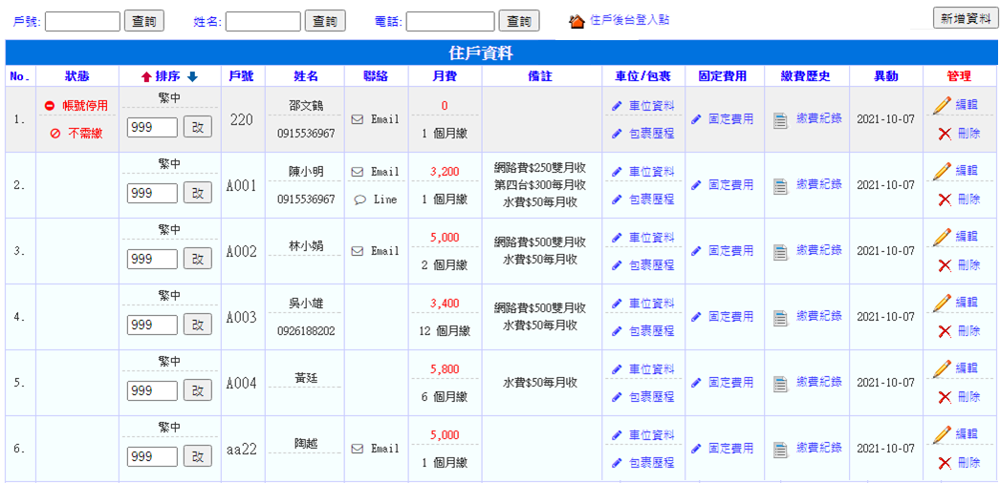 戶號: 查詢 姓名: 查詢 電話: 查詢 住戶後台登入點 新增資料
住戶資料
No. 狀態 排序 戶號 姓名 聯絡 月費 備註 車位/包裹 固定費用 繳費歷史 異動 管理
1. 帳號停用 不需繳 繁中 999 改 220 邵文鶴 0915536967 Email 0 1 個月繳 車位資料 包裹歷程 固定費用 繳費紀錄 2021-10-07 編輯 刪除
2. 繁中 999 改 A001 陳小明 0915536967 Email Line 3,200 1 個月繳 網路費$250雙月收 第四台$300每月收 水費$50每月收 車位資料 包裹歷程 固定費用 繳費紀錄 2021-10-07 編輯 刪除
3. 繁中 999 改 A002 林小娟 Email 5,000 2 個月繳 網路費$500雙月收 水費$50每月收 車位資料 包裹歷程 固定費用 繳費紀錄 2021-10-07 編輯 刪除
4. 繁中 999 改 A003 吳小雄 0926188202 3,400 12 個月繳 網路費$500雙月收 水費$50每月收 車位資料 包裹歷程 固定費用 繳費紀錄 2021-10-07 編輯 刪除
5. 繁中 999 改 A004 黃廷 5,800 6 個月繳 水費$50每月收 車位資料 包裹歷程 固定費用 繳費紀錄 2021-10-07 編輯 刪除
6. 繁中 999 改 aa22 陶越 Email 5,000 1 個月繳 車位資料 包裹歷程 固定費用 繳費紀錄 2021-10-07 編輯 刪除